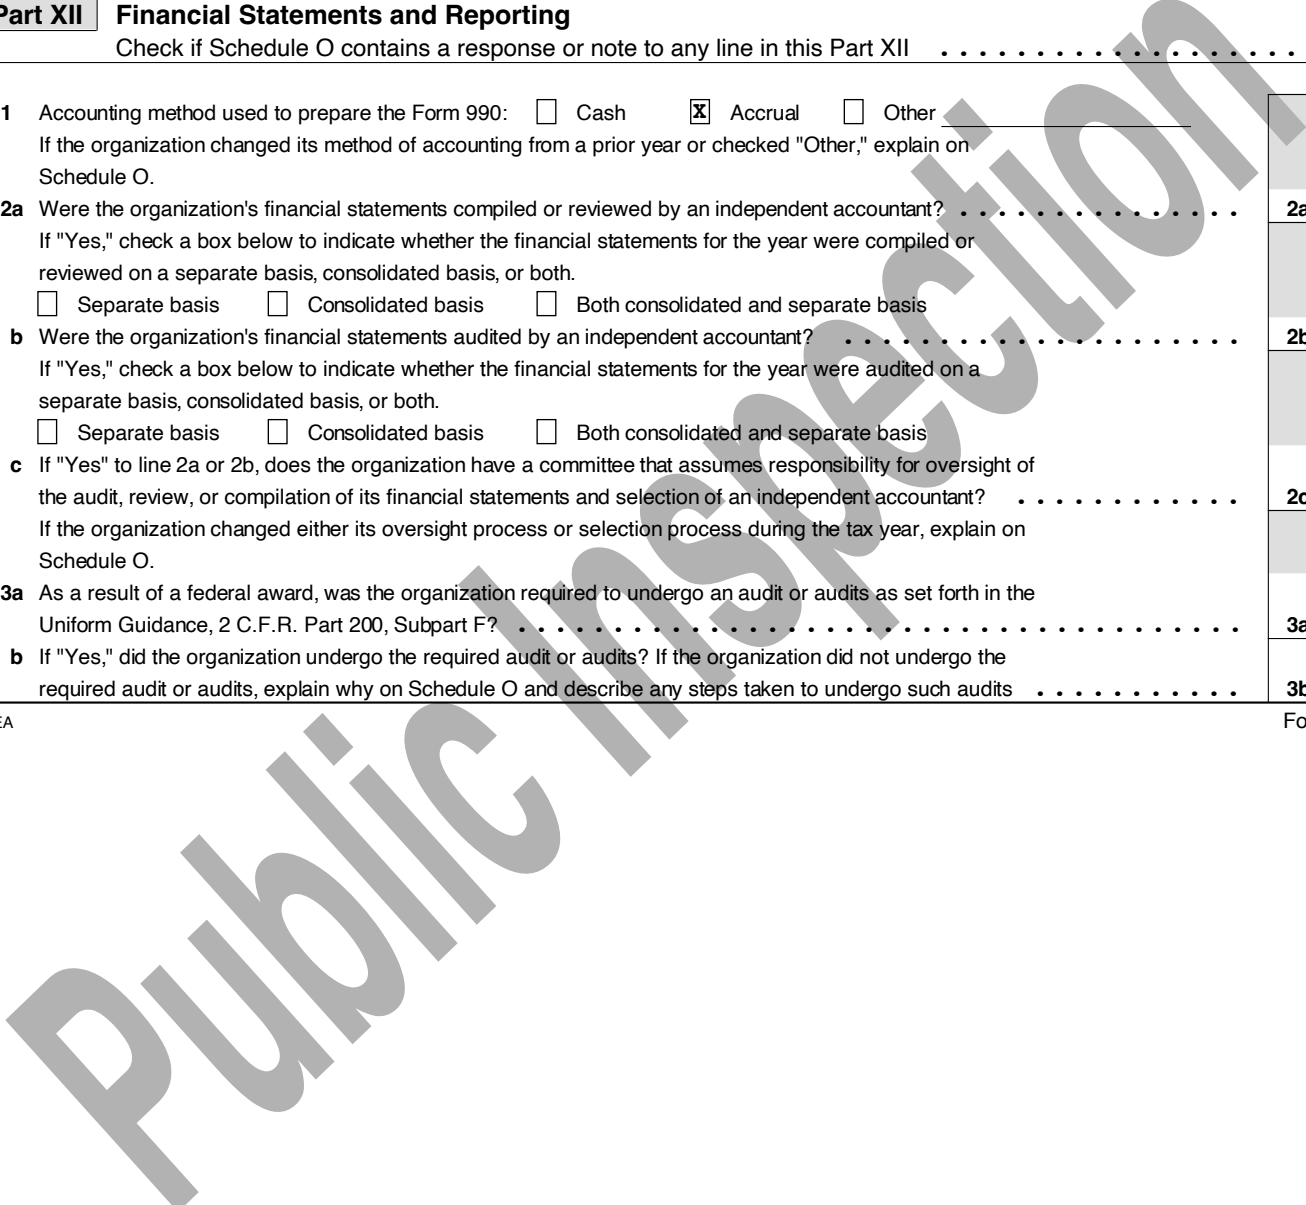 Part XII Financial Statements and Reporting
Check if Schedule O contains a response or note to any line in this Part XII . . . . . . . . . . . . . . . . . . .
1 Accounting method used to prepare the Form 990: Cash X Accrual Other
If the organization changed its method of accounting from a prior year or checked "Other," explain on
Schedule O.
2a Were the organization's financial statements compiled or reviewed by an independent accountant? . . . . . . . . . . . . . . . 2a
If "Yes," check a box below to indicate whether the financial statements for the year were compiled or
reviewed on a separate basis, consolidated basis, or both.
Separate basis Consolidated basis Both consolidated and separate basis
b Were the organization's financial statements audited by an independent accountant? . . . . . . . . . . . . . . . . . . . . 2b
If "Yes," check a box below to indicate whether the financial statements for the year were audited on a
separate basis, consolidated basis, or both.
Separate basis Consolidated basis Both consolidated and separate basis
c If "Yes" to line 2a or 2b, does the organization have a committee that assumes responsibility for oversight of
the audit, review, or compilation of its financial statements and selection of an independent accountant? . . . . . . . . . . . . 2c
If the organization changed either its oversight process or selection process during the tax year, explain on
Schedule O.
3a As a result of a federal award, was the organization required to undergo an audit or audits as set forth in the
Uniform Guidance, 2 C.F.R. Part 200, Subpart F? . . . . . . . . . . . . . . . . . . . . . . . . . . . . . . . . . . . . . . 3a
b If "Yes," did the organization undergo the required audit or audits? If the organization did not undergo the
required audit or audits, explain why on Schedule O and describe any steps taken to undergo such audits . . . . . . . . . . . 3b
EA Fo
Public Inspection